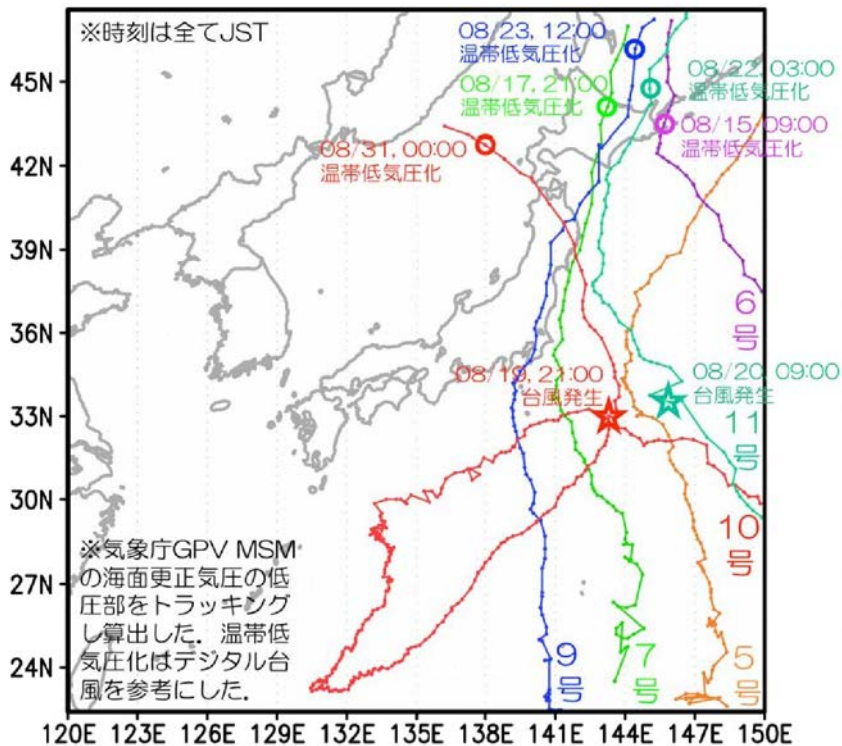 ※時刻は全てJST
08/23, 12:00
温帯低気圧化
08/17, 21:00
温帯低気圧化
08/22, 03:00
温帯低気圧化
08/15, 09:00
温帯低気圧化
08/31, 00:00
温帯低気圧化
6号
08/19, 21:00
台風発生
08/20, 09:00
台風発生
11号
10号
※気象庁GPV MSM
の海面更正気圧の低
圧部をトラッキング
し算出した．温帯低
気圧化はデジタル台
風を参考にした．
9号
7号
5号
45N
42N
39N
36N
33N
30N
27N
24N
120E 123E 126E 129E 132E 135E 138E 141E 144E 147E 150E